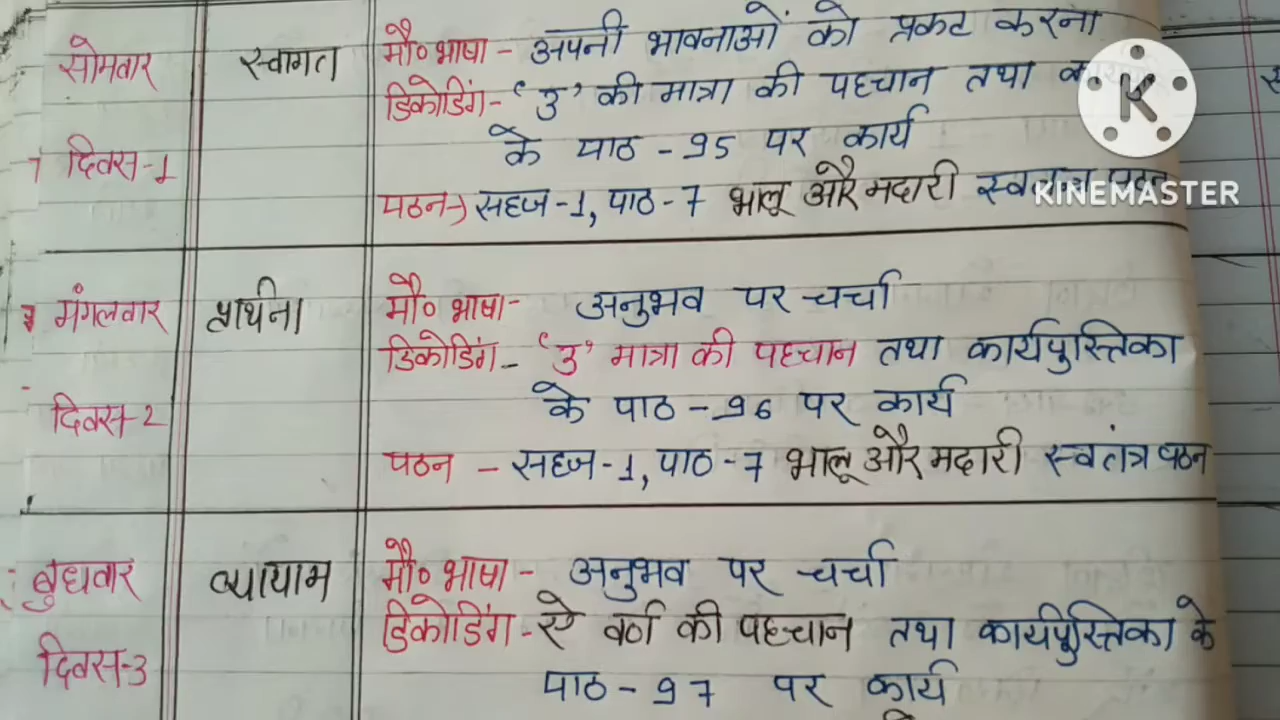 सोमवार
दिवस-1
स्वागत
मौ० भाषा - अपनी भावनाओं को प्रकट करना
डिकोडिंग - ‘उ’ की मात्रा की पहचान तथा
के पाठ - 95 पर कार्य
पठन → सहज-1, पाठ-7 भालू और मदारी
मंगलवार
दिवस-2
प्रार्थना
मौ० भाषा - अनुभव पर चर्चा
डिकोडिंग - ‘उ’ मात्रा की पहचान तथा कार्यपुस्तिका
के पाठ - 96 पर कार्य
पठन - सहज-1, पाठ-7 भालू और मदारी स्वतंत्र पठन
बुधवार
दिवस-3
व्यायाम
मौ० भाषा - अनुभव पर चर्चा
डिकोडिंग - ऐ वर्ण की पहचान तथा कार्यपुस्तिका के
पाठ - 97 पर कार्य
K
KINEMASTER